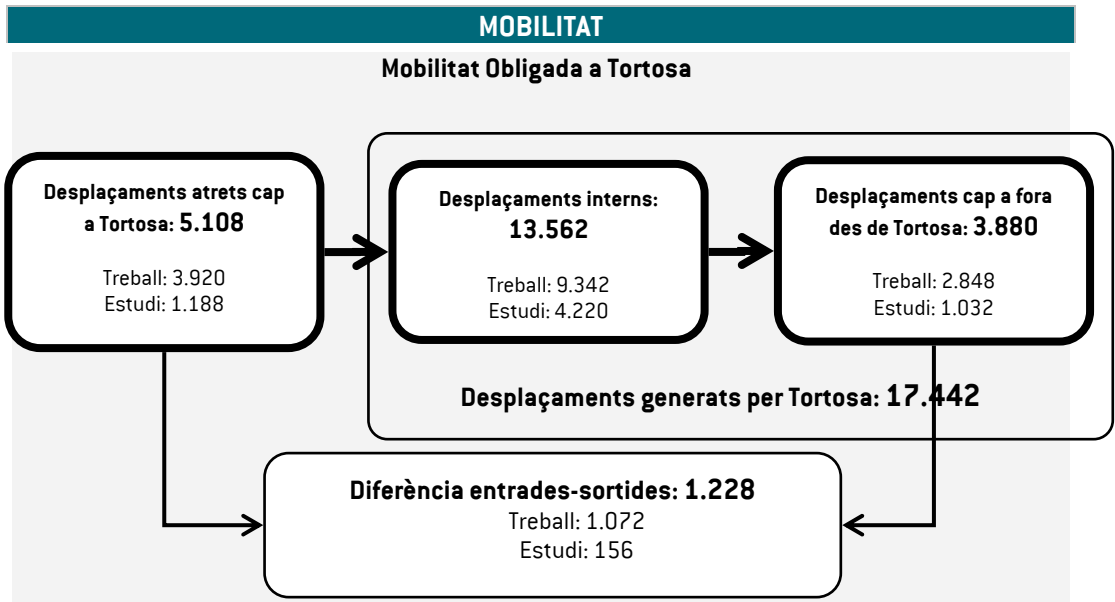 MOBILITAT
Mobilitat Obligada a Tortosa
Desplaçaments atrets cap
a Tortosa: 5.108
Treball: 3.920
Estudi: 1.188
Desplaçaments interns:
13.562
Treball: 9.342
Estudi: 4.220
Desplaçaments cap a fora
des de Tortosa: 3.880
Treball: 2.848
Estudi: 1.032
Desplaçaments generats per Tortosa: 17.442
Diferència entrades-sortides: 1.228
Treball: 1.072
Estudi: 156